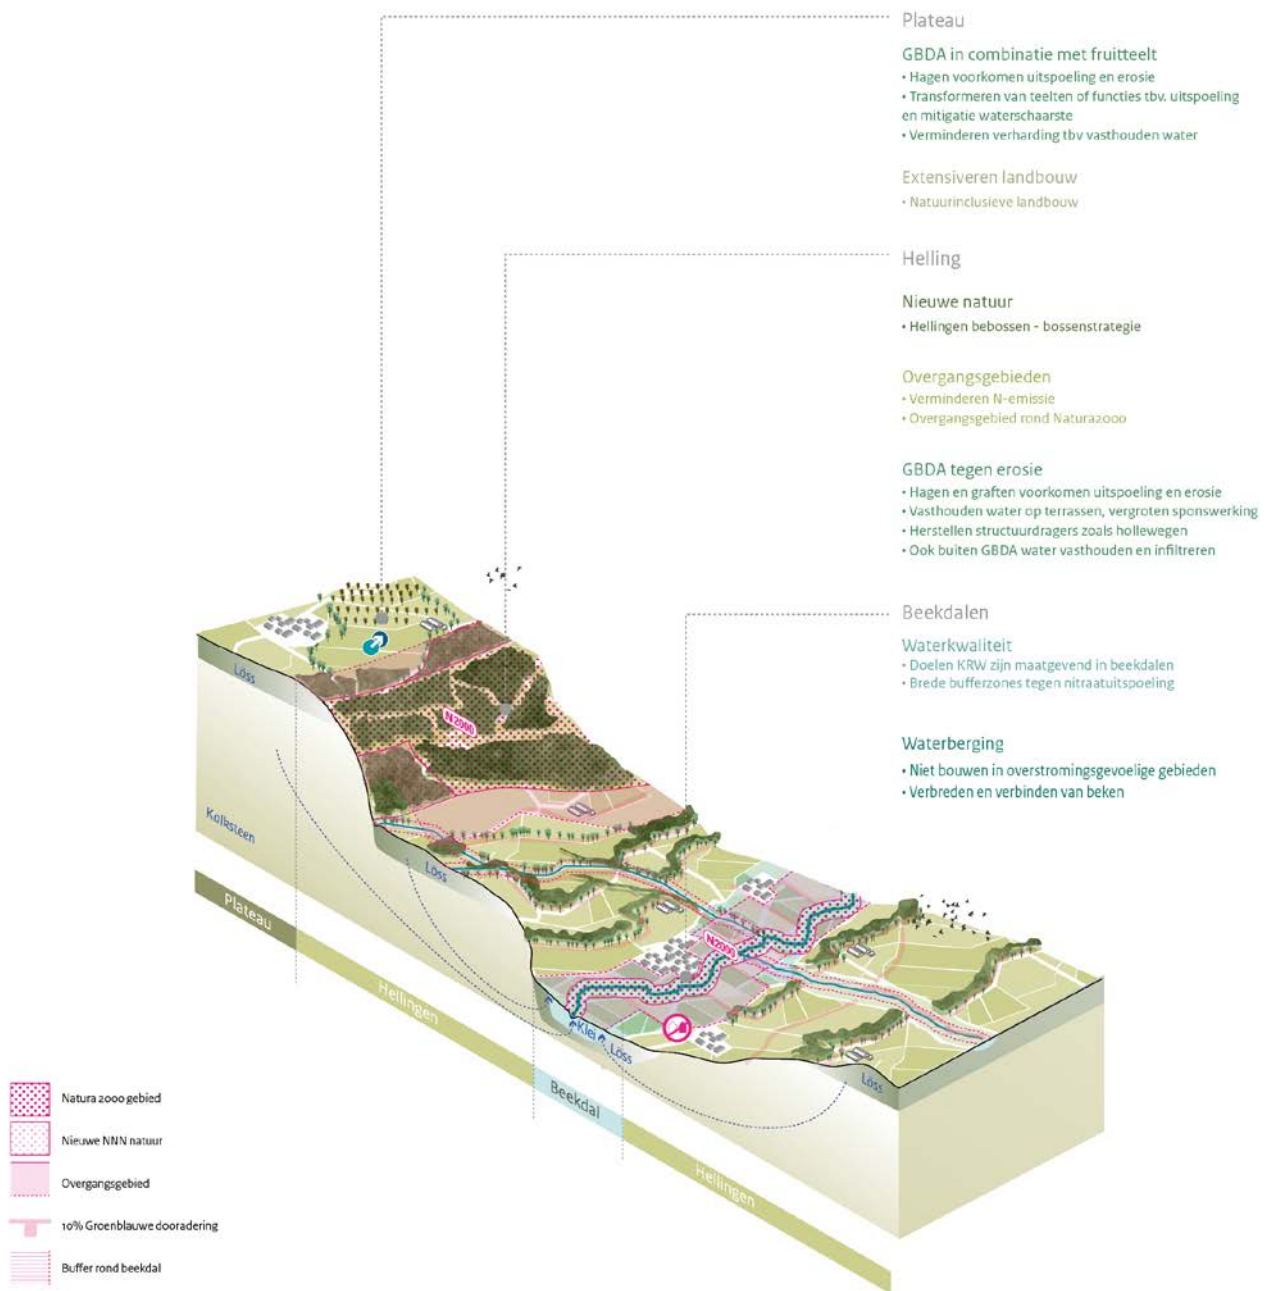 Plateau
GBDA in combinatie met fruitteelt
• Hagen voorkomen uitspoeling en erosie
• Transformeren van teelten of functies tbv. uitspoeling
en mitigatie waterschaarste
• Verminderen verharding tbv vasthouden water
Extensiveren landbouw
• Natuurinclusieve landbouw
Helling
Nieuwe natuur
• Hellingen bebossen - bossenstrategie
Overgangsgebieden
• Verminderen N-emissie
• Overgangsgebied rond Natura2000
GBDA tegen erosie
• Hagen en graften voorkomen uitspoeling en erosie
• Vasthouden water op terrassen, vergroten sponswerking
• Herstellen structuurdragers zoals hollewegen
• Ook buiten GBDA water vasthouden en infiltreren
Beekdalen
Waterkwaliteit
• Doelen KRW zijn maatgevend in beekdalen
• Brede bufferzones tegen nitraatuitspoeling
Waterberging
• Niet bouwen in overstromingsgevoelige gebieden
• Verbreden en verbinden van beken
Löss
N2000
Kolksteen
Löss
Plateau
N2000
Hellingen
Klei
Löss
Löss
Beekdal
Hellingen
Natura 2000 gebied
Nieuwe NNN natuur
Overgangsgebied
10% Groenblauwe dooradering
Buffer rond beekdal